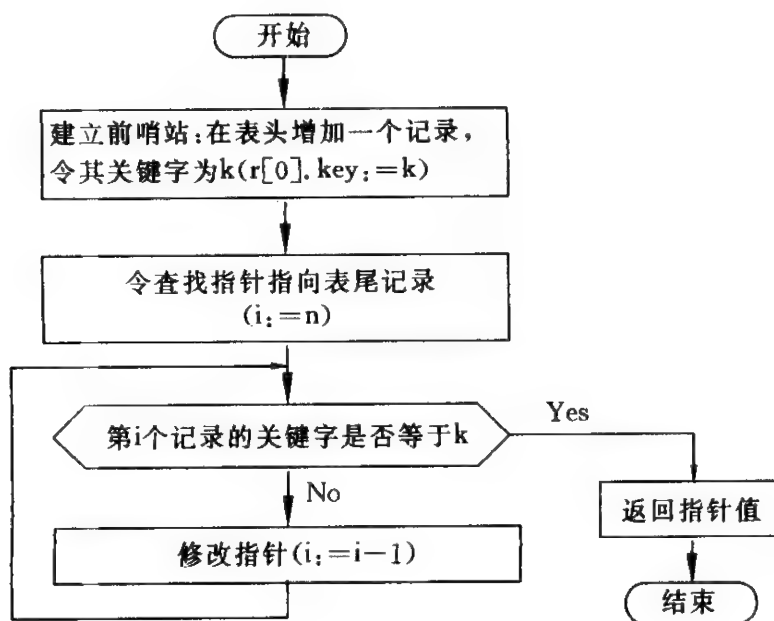 开始
建立前哨站:在表头增加一个记录,
令其关键字为k(r[0].key:=k)
令查找指针指向表尾记录
(i:=n)
第i个记录的关键字是否等于k
Yes
No
返回指针值
修改指针(i:=i-1)
结束